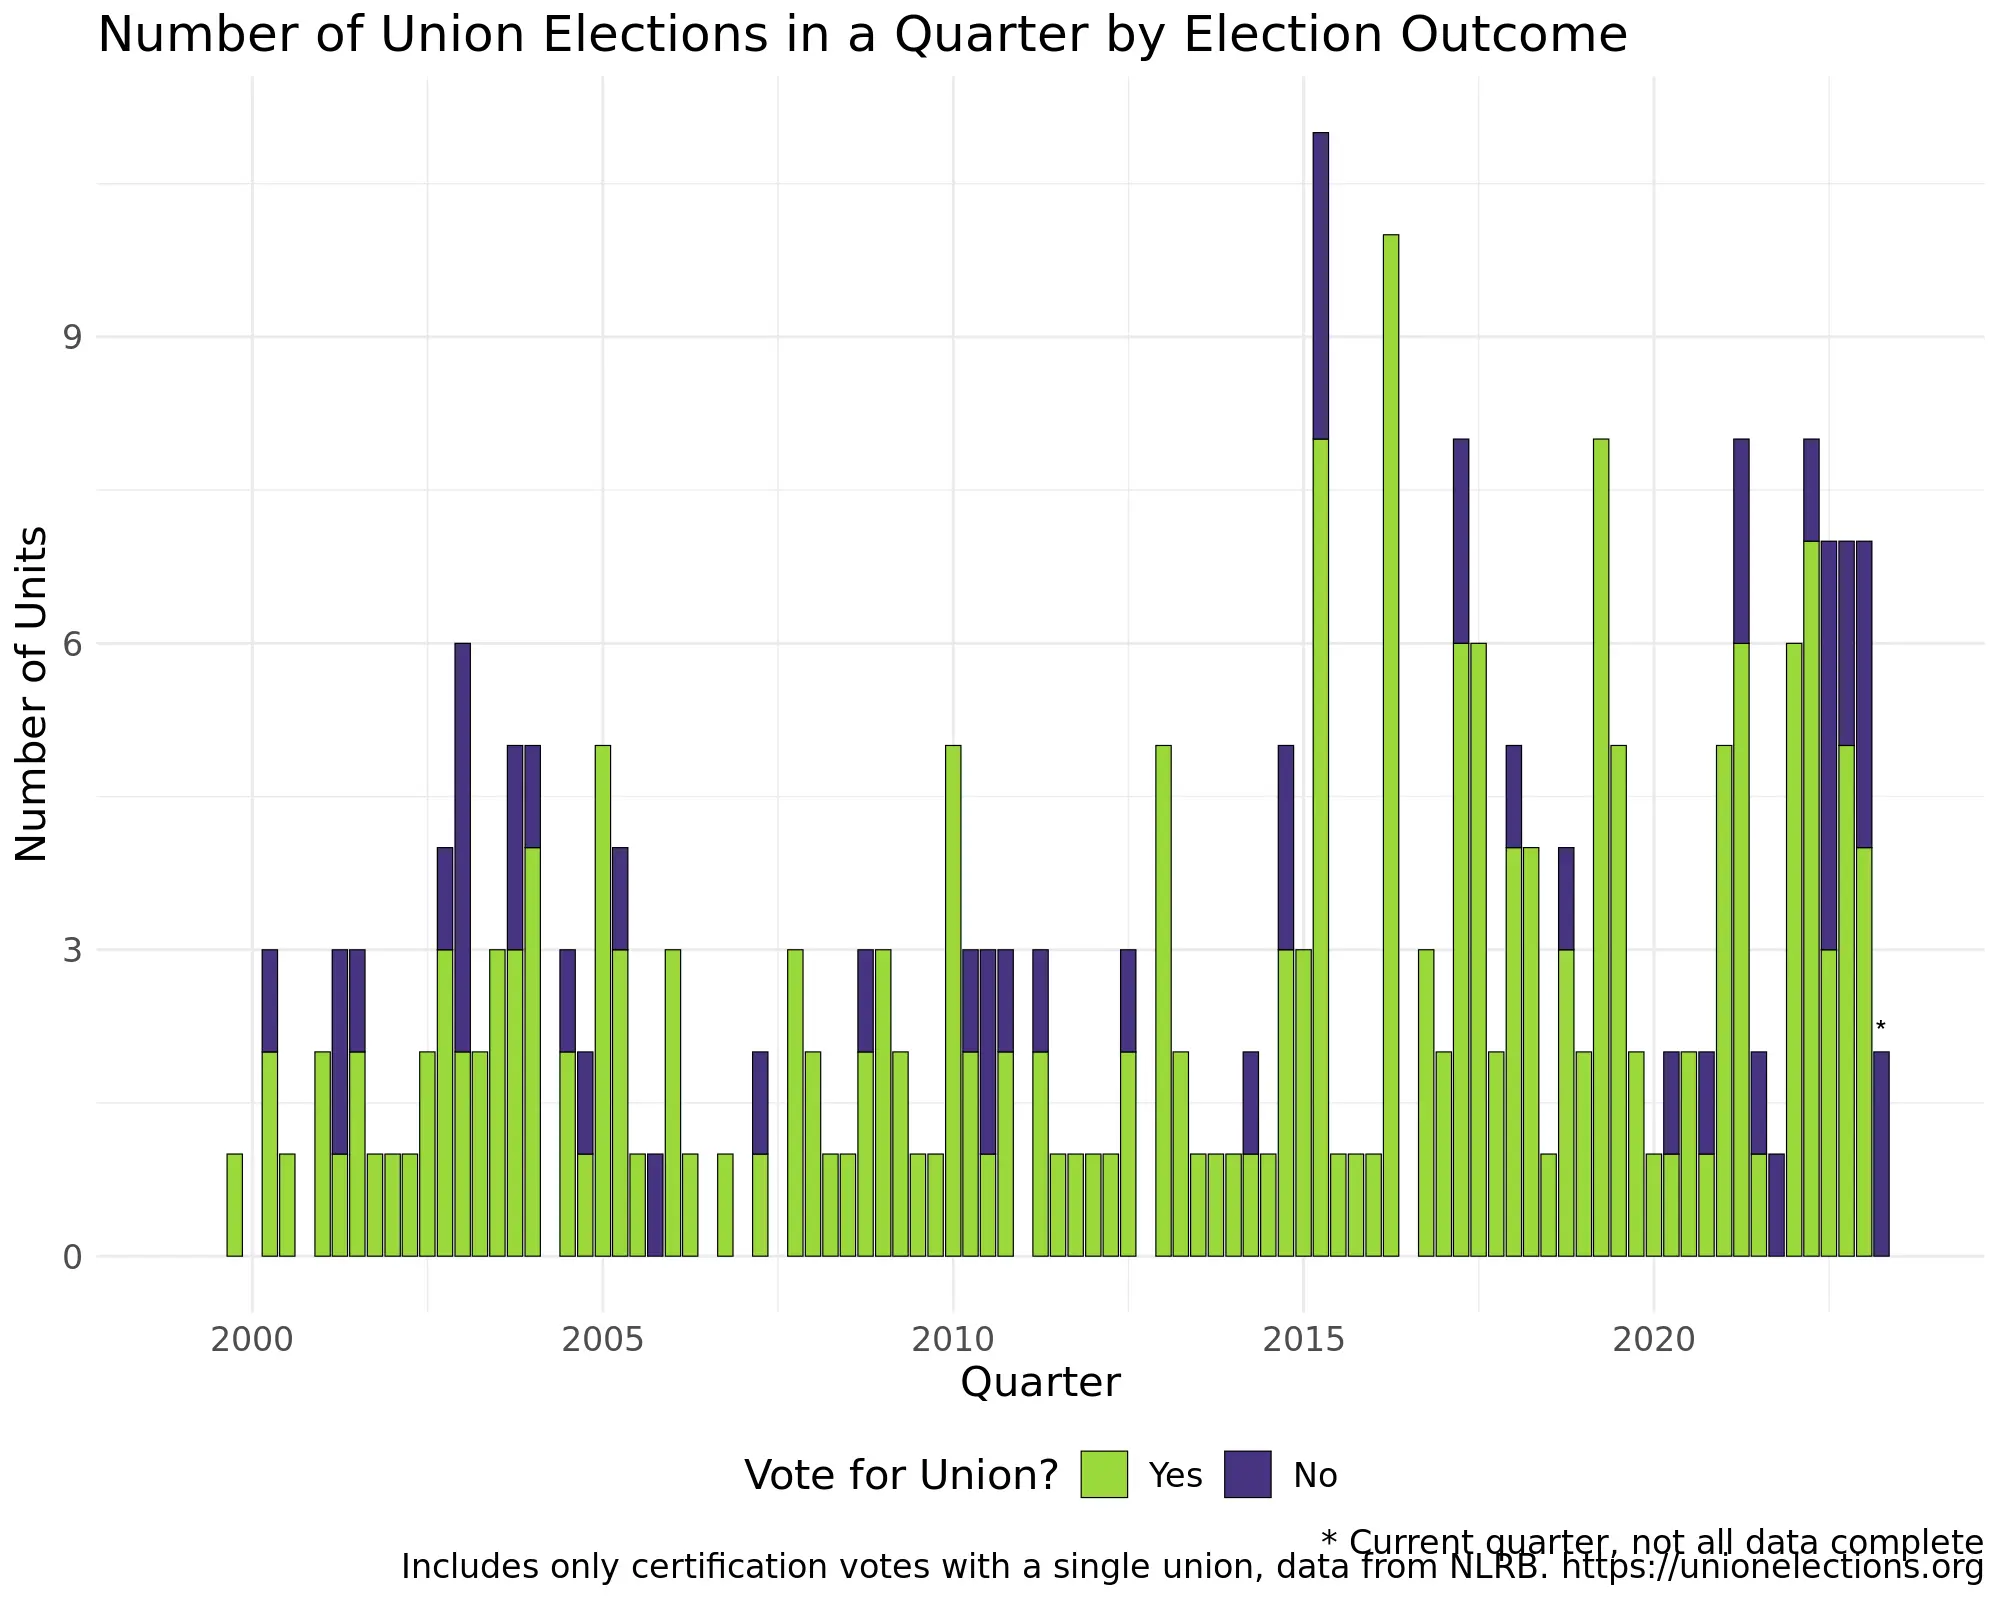 Number of Union Elections in a Quarter by Election Outcome
Number of Units
9
6
3
0
2000 2005 2010 2015 2020
Quarter
Vote for Union? Yes No
*
* Current quarter, not all data complete
Includes only certification votes with a single union, data from NLRB. https://unionelections.org